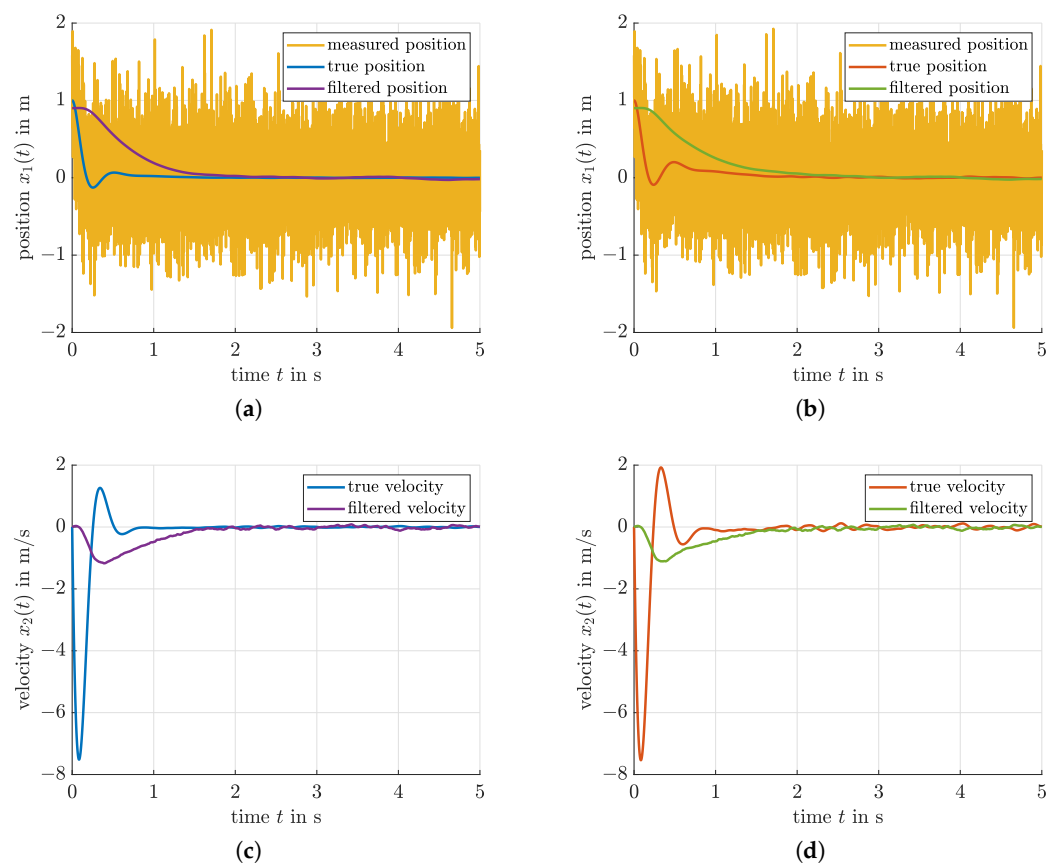 2
1
0
−1
−2
position x₁(t) in m
measured position
true position
filtered position
0 1 2 3 4 5
time t in s
(a)
2
1
0
−1
−2
position x₁(t) in m
measured position
true position
filtered position
0 1 2 3 4 5
time t in s
(b)
2
0
−2
−4
−6
−8
velocity x₂(t) in m/s
true velocity
filtered velocity
0 1 2 3 4 5
time t in s
(c)
2
0
−2
−4
−6
−8
velocity x₂(t) in m/s
true velocity
filtered velocity
0 1 2 3 4 5
time t in s
(d)